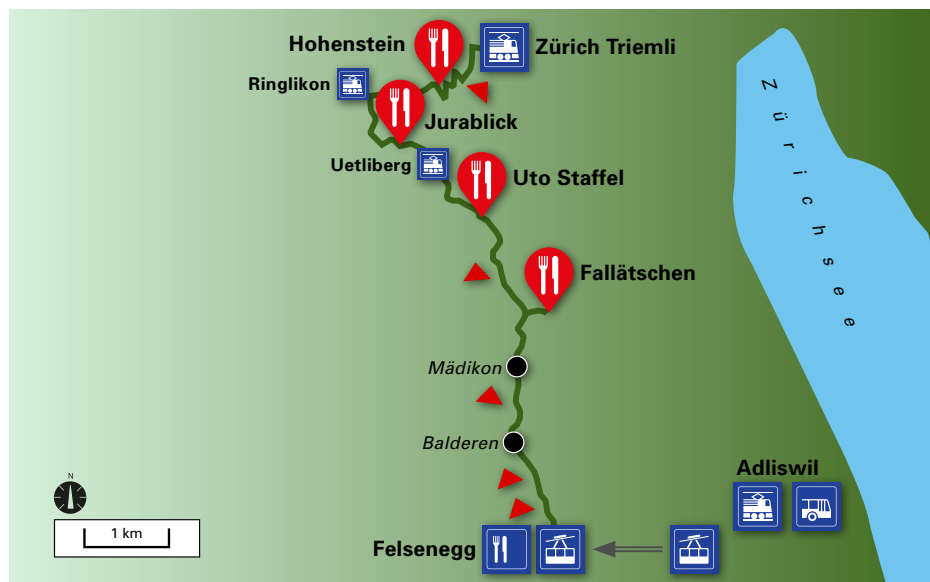 Hohenstein
Zürich Triemli
Ringlikon
Jurablick
Uetliberg
Uto Staffel
Zürichsee
Fallätschen
Mädikon
Balderen
Adliswil
N
1 km
Felsenegg